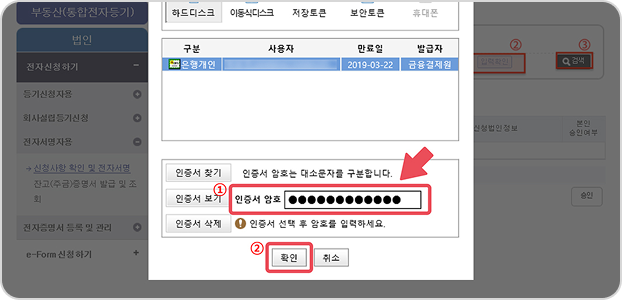 부동산(통합전자등기)
법인
전자신청하기 −
등기신청자용
회사설립등기신청
전자서명자용
→ 신청사항 확인 및 전자서명
잔고(주금)증명서 발급 및 조
회
전자증명서 등록 및 관리
e-Form 신청하기 +
하드디스크 이동식디스크 저장토큰 보안토큰 휴대폰
구분 사용자 만료일 발급자
은행개인 2019-03-22 금융결제원
인증서 찾기 인증서 암호는 대소문자를 구분합니다.
①
인증서 보기 인증서 암호 ●●●●●●●●●●●●
인증서 삭제 ! 인증서 선택 후 암호를 입력하세요.
②
확인 취소
② ③
검색
신청법인정보 본인
승인여부
승인